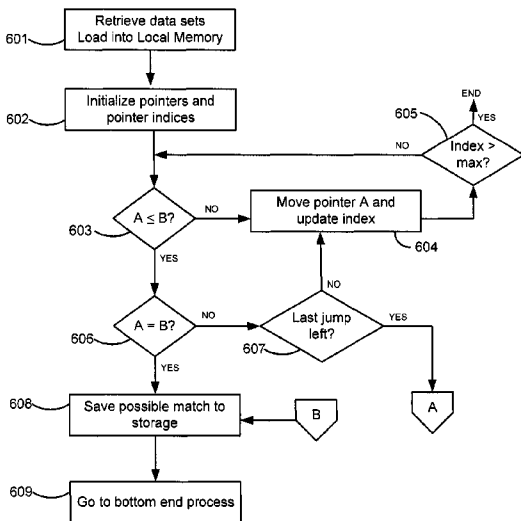 601
Retrieve data sets
Load into Local Memory
602
Initialize pointers and
pointer indices
END
605
YES
NO
Index >
max?
603
A ≤ B?
NO
Move pointer A and
update index
604
YES
606
A = B?
NO
NO
Last jump
left?
YES
607
YES
A
608
Save possible match to
storage
B
609
Go to bottom end process